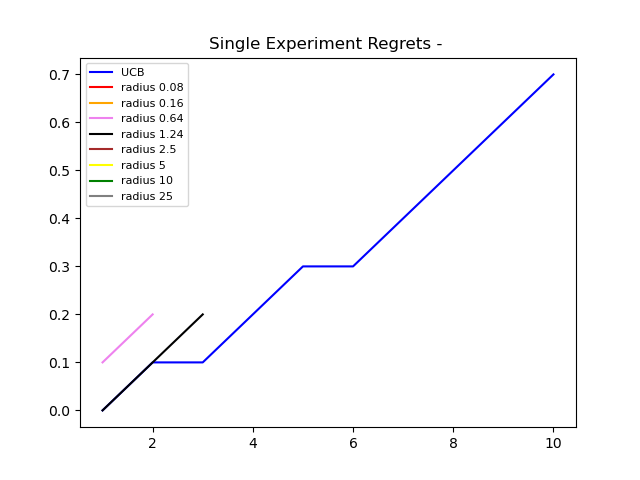 Single Experiment Regrets -
UCB
radius 0.08
radius 0.16
radius 0.64
radius 1.24
radius 2.5
radius 5
radius 10
radius 25
0.7
0.6
0.5
0.4
0.3
0.2
0.1
0.0
2 4 6 8 10